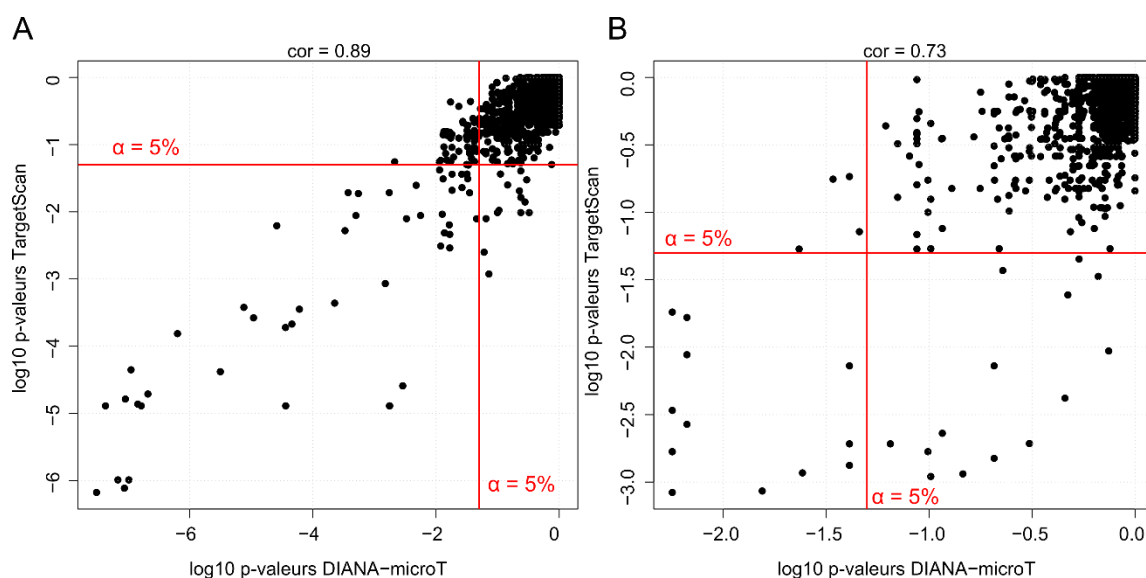 A
cor = 0.89
log10 p-valeurs TargetScan
0
−1
−2
−3
−4
−5
−6
α = 5%
α = 5%
−6
−4
−2
0
log10 p-valeurs DIANA−microT
B
cor = 0.73
log10 p-valeurs TargetScan
0.0
−0.5
−1.0
−1.5
−2.0
−2.5
−3.0
α = 5%
α = 5%
−2.0
−1.5
−1.0
−0.5
0.0
log10 p-valeurs DIANA−microT